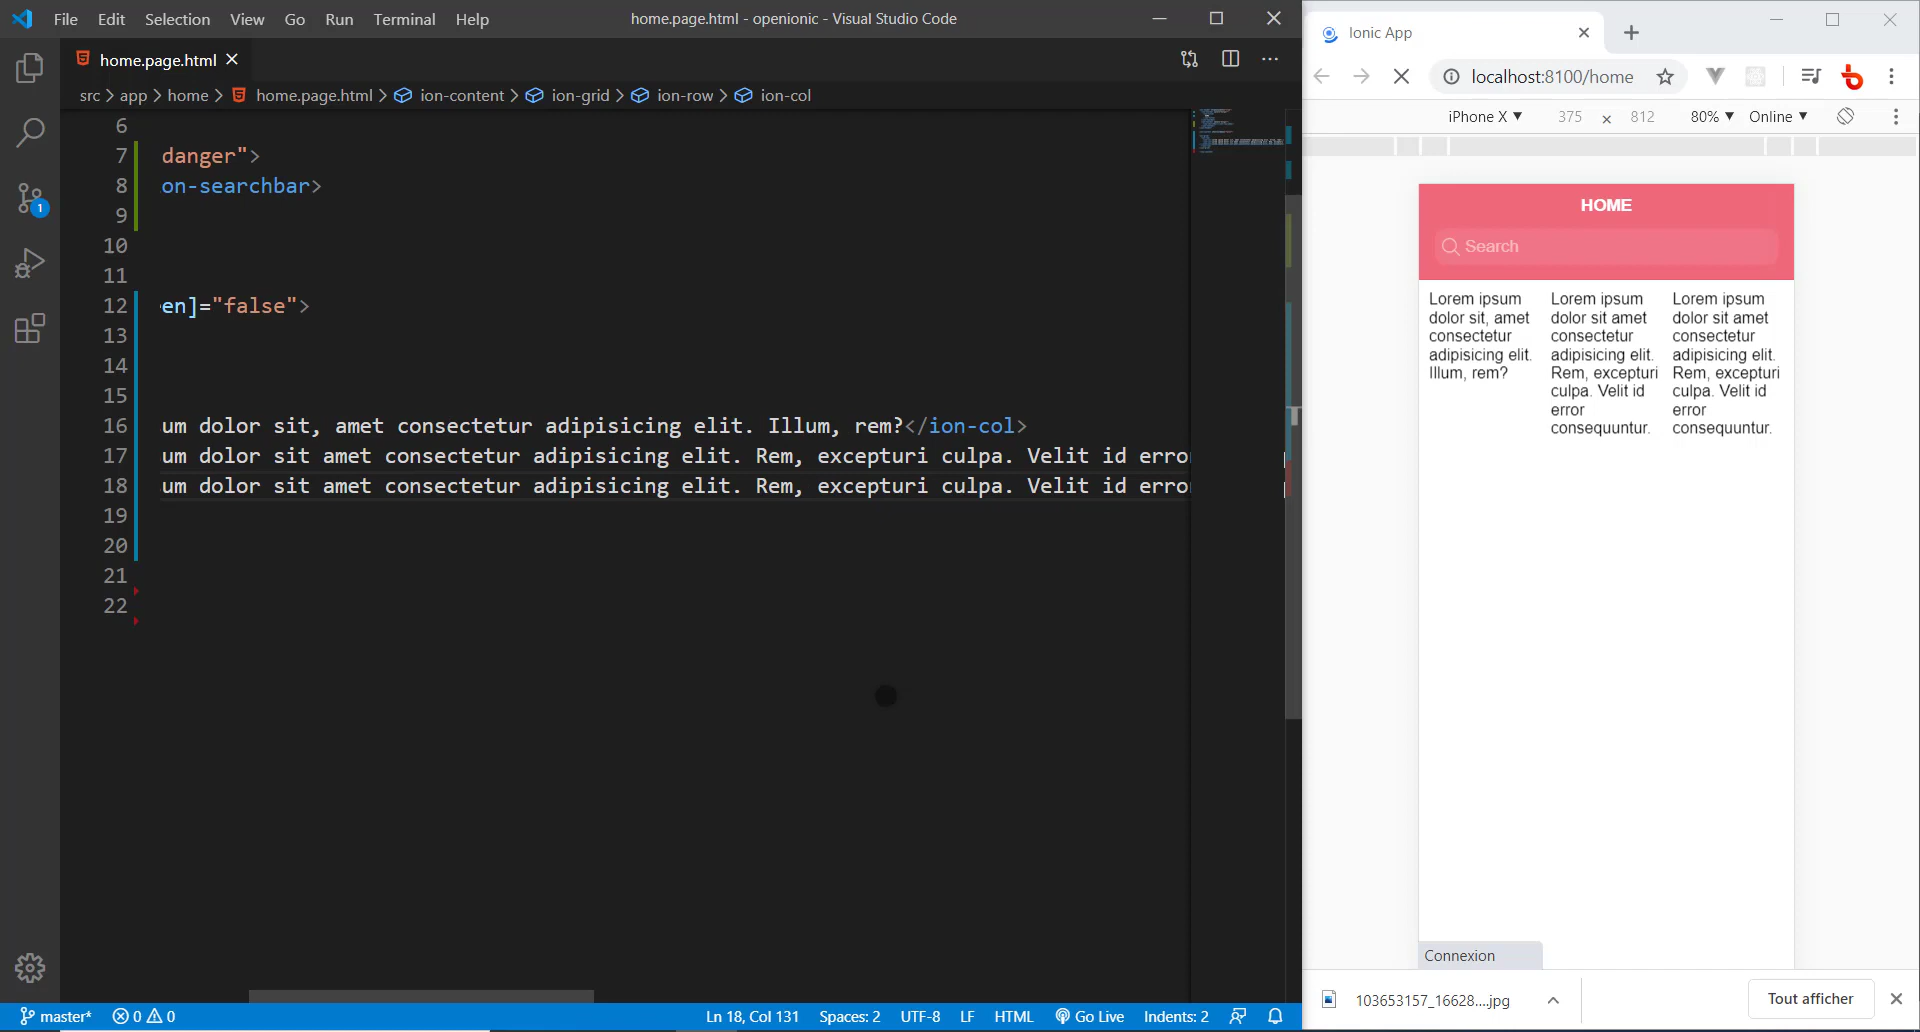 File Edit Selection View Go Run Terminal Help
home.page.html - openionic - Visual Studio Code
home.page.html
src > app > home > home.page.html > ion-content > ion-grid > ion-row > ion-col
6
7 danger">
8 on-searchbar>
9
10
11
12 en]="false">
13
14
15
16 um dolor sit, amet consectetur adipisicing elit. Illum, rem?</ion-col>
17 um dolor sit amet consectetur adipisicing elit. Rem, excepturi culpa. Velit id erro
18 um dolor sit amet consectetur adipisicing elit. Rem, excepturi culpa. Velit id erro
19
20
21
22
1
master* 0 0
Ln 18, Col 131 Spaces: 2 UTF-8 LF HTML Go Live Indents: 2
Ionic App
localhost:8100/home
iPhone X 375 × 812 80% Online
HOME
Search
Lorem ipsum
dolor sit, amet
consectetur
adipisicing elit.
Illum, rem?
Lorem ipsum
dolor sit amet
consectetur
adipisicing elit.
Rem, excepturi
culpa. Velit id
error
consequuntur.
Lorem ipsum
dolor sit amet
consectetur
adipisicing elit.
Rem, excepturi
culpa. Velit id
error
consequuntur.
Connexion
103653157_16628....jpg
Tout afficher